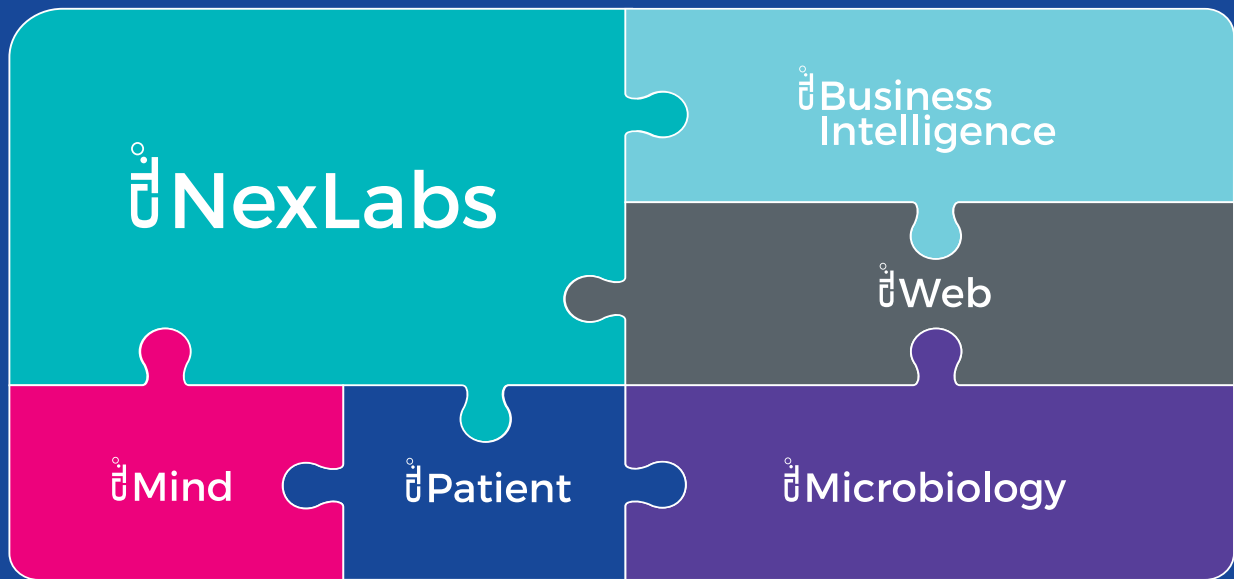 NexLabs
Business
Intelligence
Web
Mind
Patient
Microbiology